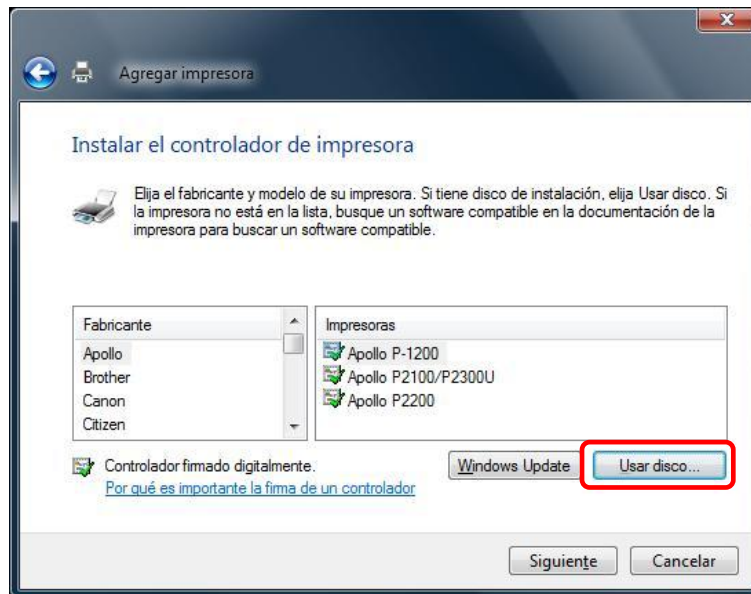 Agregar impresora
Instalar el controlador de impresora
Elija el fabricante y modelo de su impresora. Si tiene disco de instalación, elija Usar disco. Si
la impresora no está en la lista, busque un software compatible en la documentación de la
impresora para buscar un software compatible.
Fabricante
Apollo
Brother
Canon
Citizen
Impresoras
Apollo P-1200
Apollo P2100/P2300U
Apollo P2200
Controlador firmado digitalmente.
Por qué es importante la firma de un controlador
Windows Update
Usar disco...
Siguiente
Cancelar